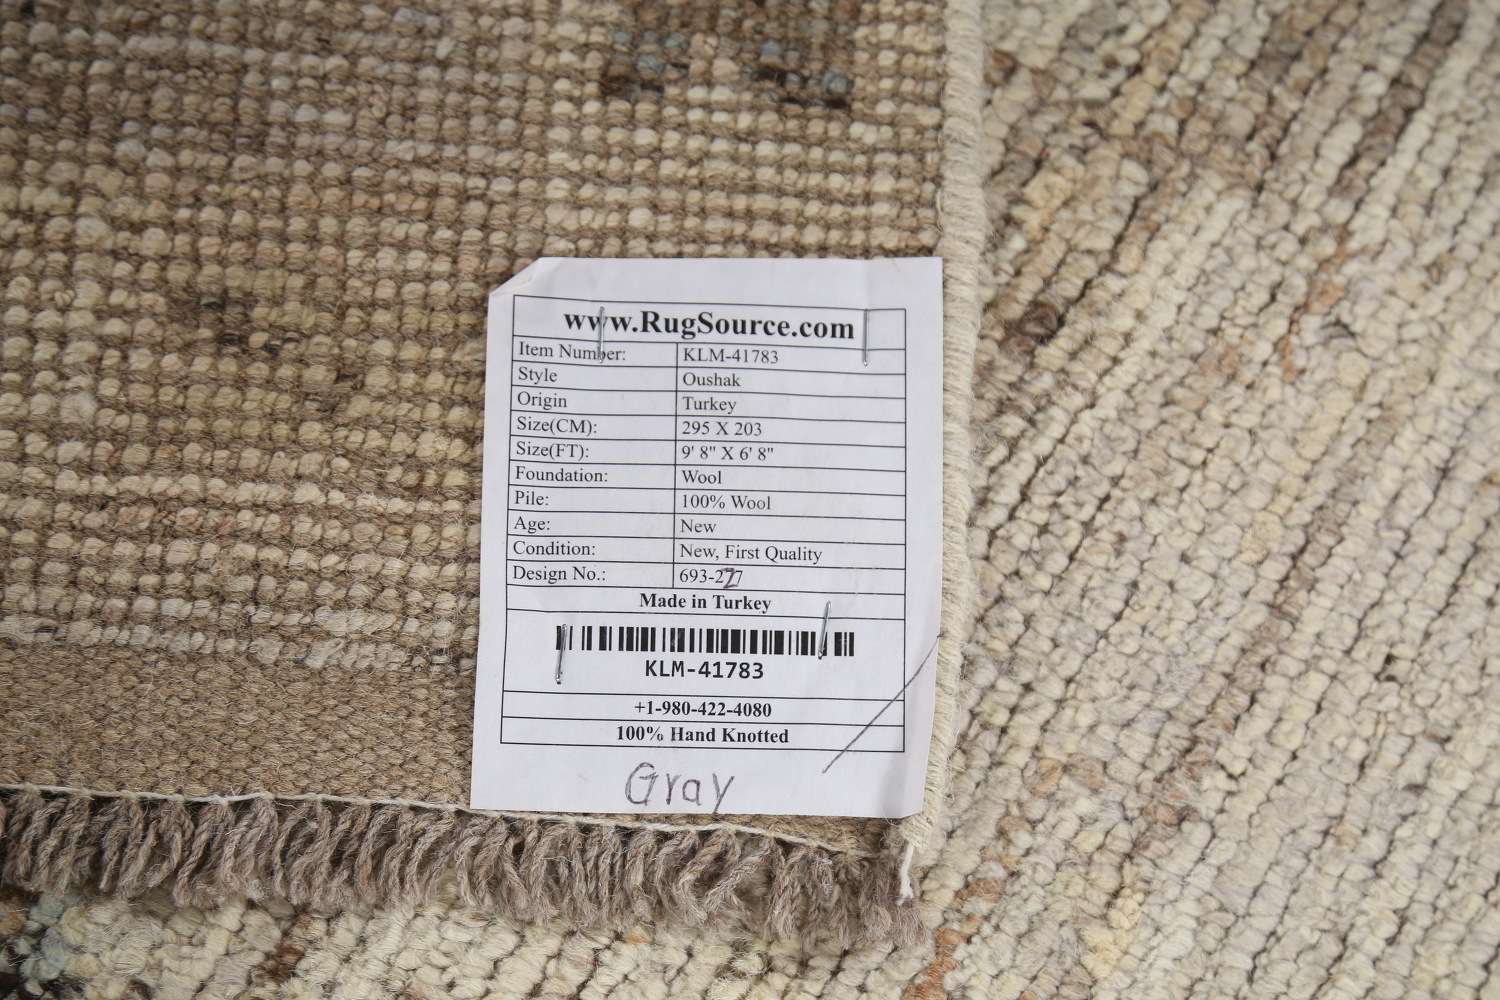 www.RugSource.com
Item Number: KLM-41783
Style Oushak
Origin Turkey
Size(CM): 295 X 203
Size(FT): 9' 8" X 6' 8"
Foundation: Wool
Pile: 100% Wool
Age: New
Condition: New, First Quality
Design No.: 693-227
Made in Turkey
KLM-41783
+1-980-422-4080
100% Hand Knotted
Gray